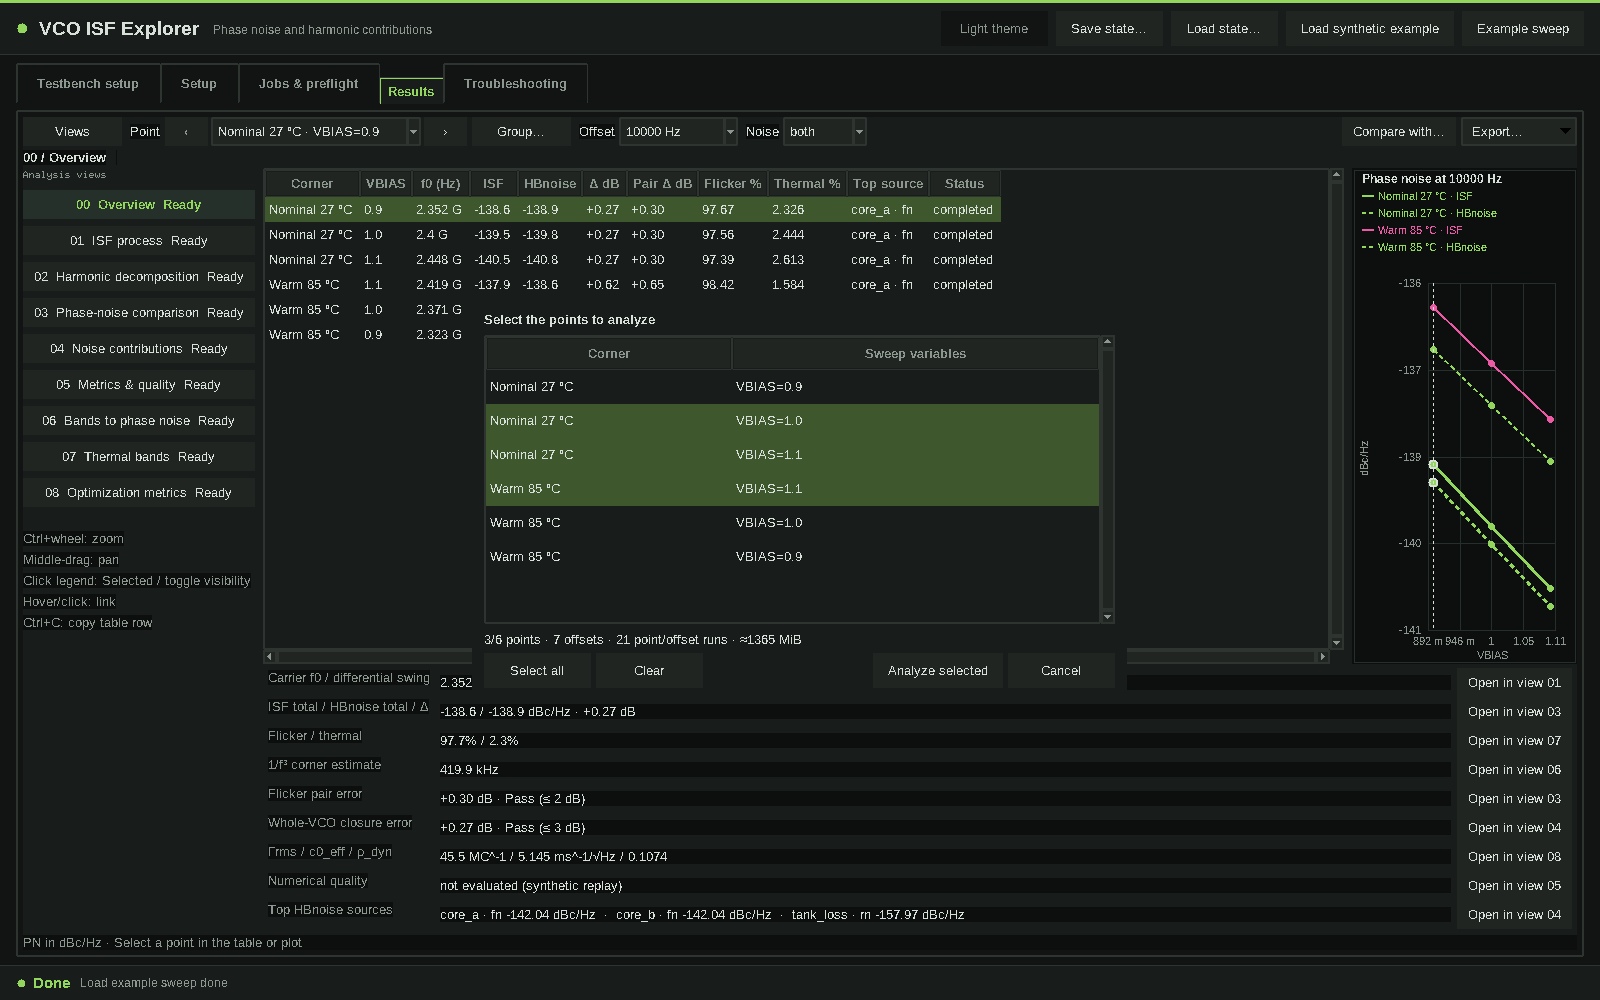 VCO ISF Explorer Phase noise and harmonic contributions Light theme Save state... Load state... Load synthetic example Example sweep
Testbench setup Setup Jobs & preflight Results Troubleshooting
Views Point ‹ Nominal 27 °C · VBIAS=0.9 › Group... Offset 10000 Hz Noise both Compare with... Export...
00 / Overview
Analysis views
00 Overview Ready
01 ISF process Ready
02 Harmonic decomposition Ready
03 Phase-noise comparison Ready
04 Noise contributions Ready
05 Metrics & quality Ready
06 Bands to phase noise Ready
07 Thermal bands Ready
08 Optimization metrics Ready
Ctrl+wheel: zoom
Middle-drag: pan
Click legend: Selected / toggle visibility
Hover/click: link
Ctrl+C: copy table row
Corner VBIAS f0 (Hz) ISF HBnoise Δ dB Pair Δ dB Flicker % Thermal % Top source Status
Nominal 27 °C 0.9 2.352 G -138.6 -138.9 +0.27 +0.30 97.67 2.326 core_a · fn completed
Nominal 27 °C 1.0 2.4 G -139.5 -139.8 +0.27 +0.30 97.56 2.444 core_a · fn completed
Nominal 27 °C 1.1 2.448 G -140.5 -140.8 +0.27 +0.30 97.39 2.613 core_a · fn completed
Warm 85 °C 1.1 2.419 G -137.9 -138.6 +0.62 +0.65 98.42 1.584 core_a · fn completed
Warm 85 °C 1.0 2.371 G
Warm 85 °C 0.9 2.323 G
Select the points to analyze
Corner Sweep variables
Nominal 27 °C VBIAS=0.9
Nominal 27 °C VBIAS=1.0
Nominal 27 °C VBIAS=1.1
Warm 85 °C VBIAS=1.1
Warm 85 °C VBIAS=1.0
Warm 85 °C VBIAS=0.9
3/6 points · 7 offsets · 21 point/offset runs · ≈1365 MiB
Select all Clear Analyze selected Cancel
Phase noise at 10000 Hz
Nominal 27 °C · ISF
Nominal 27 °C · HBnoise
Warm 85 °C · ISF
Warm 85 °C · HBnoise
-136
-137
-139
-140
-141
dBc/Hz
892 m 946 m 1 1.05 1.11
VBIAS
Carrier f0 / differential swing 2.352 Open in view 01
ISF total / HBnoise total / Δ -138.6 / -138.9 dBc/Hz · +0.27 dB Open in view 03
Flicker / thermal 97.7% / 2.3% Open in view 07
1/f³ corner estimate 419.9 kHz Open in view 06
Flicker pair error +0.30 dB · Pass (≤ 2 dB) Open in view 03
Whole-VCO closure error +0.27 dB · Pass (≤ 3 dB) Open in view 04
Γrms / c0_eff / ρ_dyn 45.5 MC^-1 / 5.145 ms^-1/√Hz / 0.1074 Open in view 08
Numerical quality not evaluated (synthetic replay) Open in view 05
Top HBnoise sources core_a · fn -142.04 dBc/Hz · core_b · fn -142.04 dBc/Hz · tank_loss · rn -157.97 dBc/Hz Open in view 04
PN in dBc/Hz · Select a point in the table or plot
Done Load example sweep done